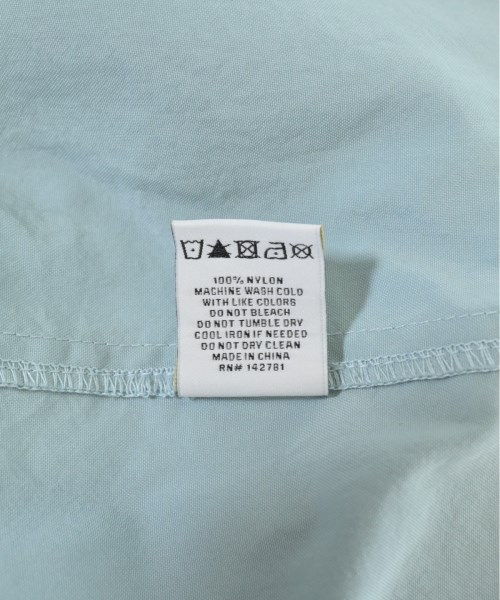 100% NYLON
MACHINE WASH COLD
WITH LIKE COLORS
DO NOT BLEACH
DO NOT TUMBLE DRY
COOL IRON IF NEEDED
DO NOT DRY CLEAN
MADE IN CHINA
RN# 142781